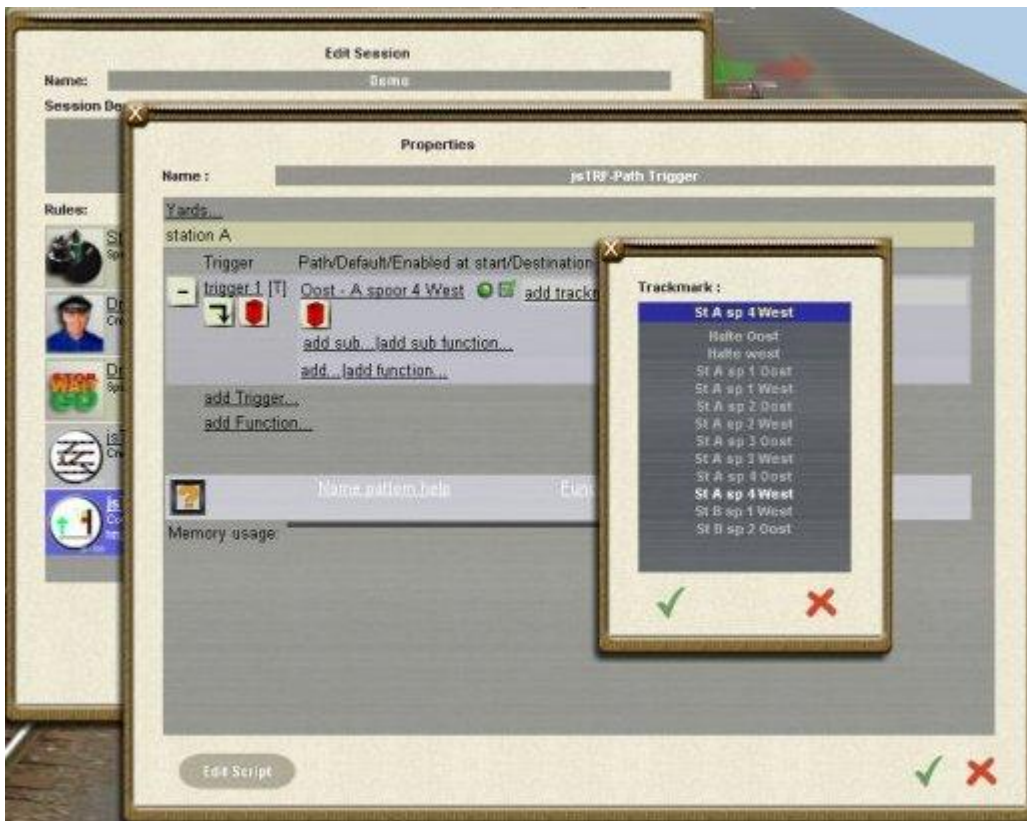 Edit Session
Name: Demo
Session De
Properties
Name : js1RF-Path Trigger
Rules:
Yards...
station A
Trigger Path/Default/Enabled at start/Destination
trigger 1 [T] Oost - A spoor 4 West add trackm
add sub...|add sub function...
add...|add function...
add Trigger...
add Function...
Name pattern help Func
Memory usage:
Edit Script
Trackmark :
St A sp 4 West
Halte Oost
Halte west
St A sp 1 Oost
St A sp 1 West
St A sp 2 Oost
St A sp 2 West
St A sp 3 Oost
St A sp 3 West
St A sp 4 Oost
St A sp 4 West
St B sp 1 West
St B sp 2 Oost